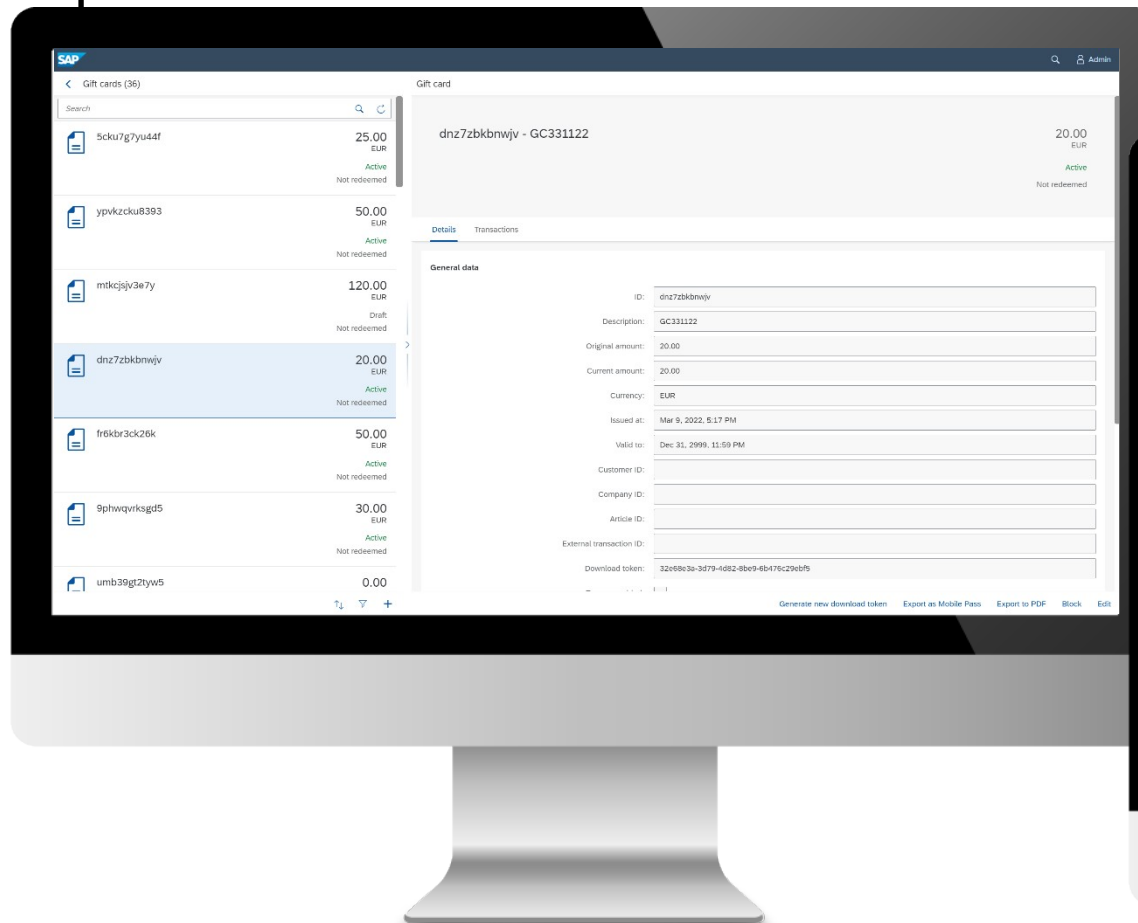 SAP
Admin
Gift cards (36)
Gift card
Search
5cku7g7yu44f
25.00
EUR
Active
Not redeemed
ypvkzcku8393
50.00
EUR
Active
Not redeemed
mtkcjsjv3e7y
120.00
EUR
Draft
Not redeemed
dnz7zbkbnwjv
20.00
EUR
Active
Not redeemed
fr6kbr3ck26k
50.00
EUR
Active
Not redeemed
9phwqvrksgd5
30.00
EUR
Active
Not redeemed
umb39gt2tyw5
0.00
dnz7zbkbnwjv - GC331122
20.00
EUR
Active
Not redeemed
Details Transactions
General data
ID: dnz7zbkbnwjv
Description: GC331122
Original amount: 20.00
Current amount: 20.00
Currency: EUR
Issued at: Mar 9, 2022, 5:17 PM
Valid to: Dec 31, 2999, 11:59 PM
Customer ID:
Company ID:
Article ID:
External transaction ID:
Download token: 32e68e3a-3d79-4d82-8be9-6b476c29ebf5
Generate new download token Export as Mobile Pass Export to PDF Block Edit